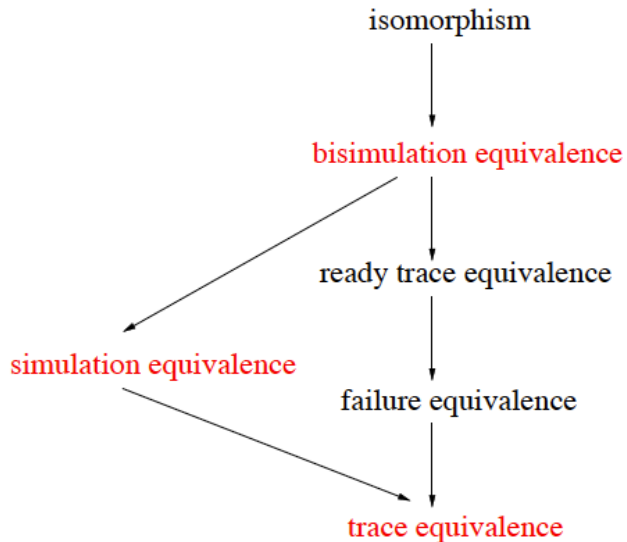 isomorphism
bisimulation equivalence
ready trace equivalence
simulation equivalence
failure equivalence
trace equivalence